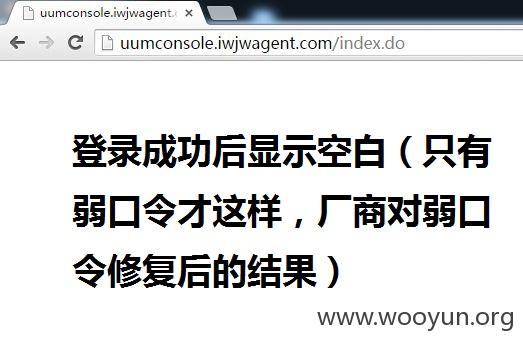 uumconsole.iwjwagent.c
uumconsole.iwjwagent.com/index.do
登录成功后显示空白（只有
弱口令才这样，厂商对弱口
令修复后的结果）
www.wooyun.org